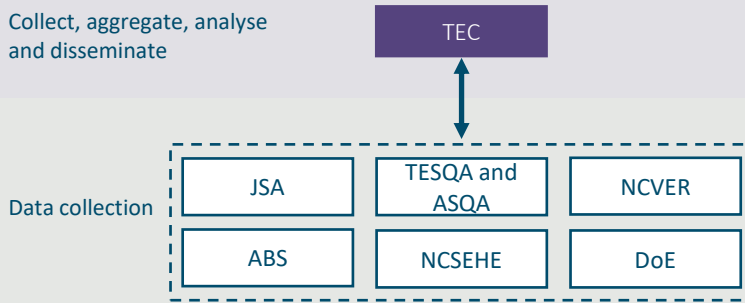 Collect, aggregate, analyse
and disseminate
TEC
Data collection
JSA
TESQA and
ASQA
NCVER
ABS
NCSEHE
DoE